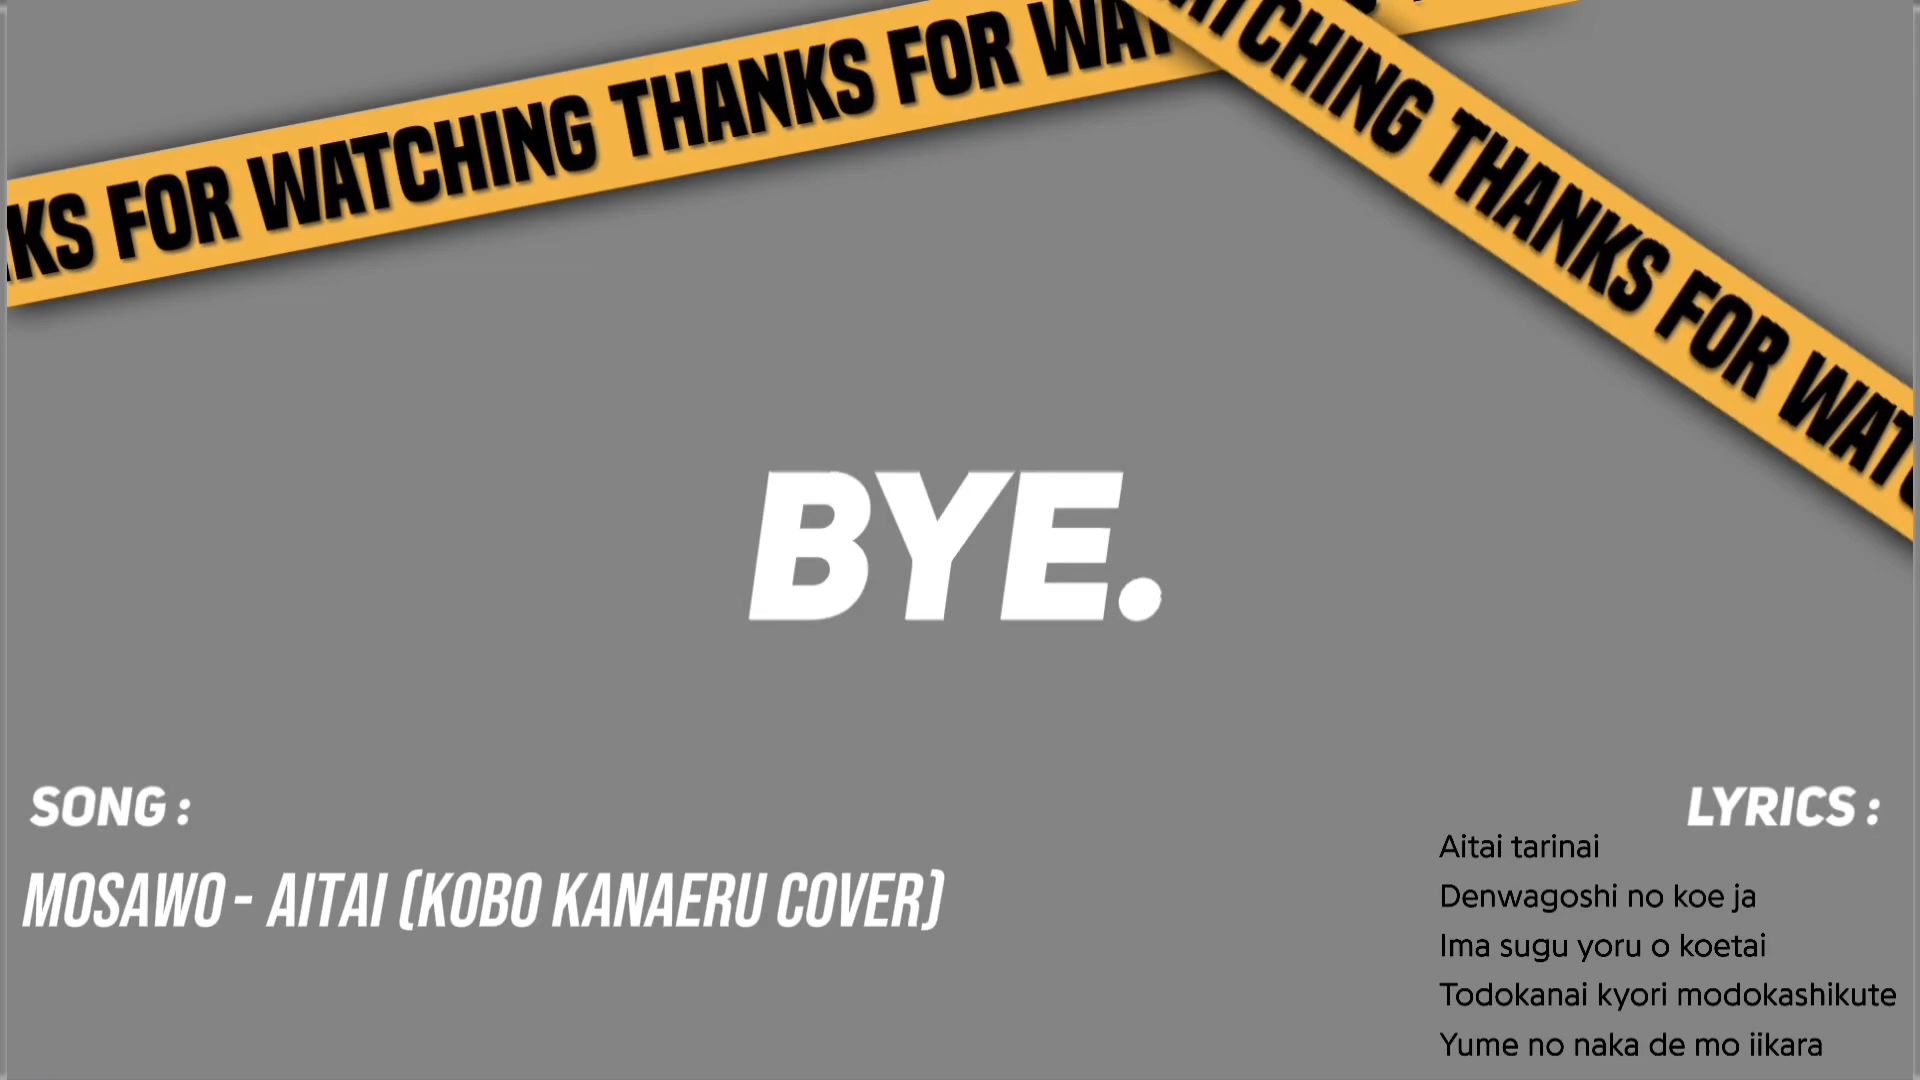 KS FOR WATCHING THANKS FOR WAT
TCHING THANKS FOR WAT
BYE.
SONG :
MOSAWO - AITAI (KOBO KANAERU COVER)
LYRICS :
Aitai tarinai
Denwagoshi no koe ja
Ima sugu yoru o koetai
Todokanai kyori modokashikute
Yume no naka de mo iikara